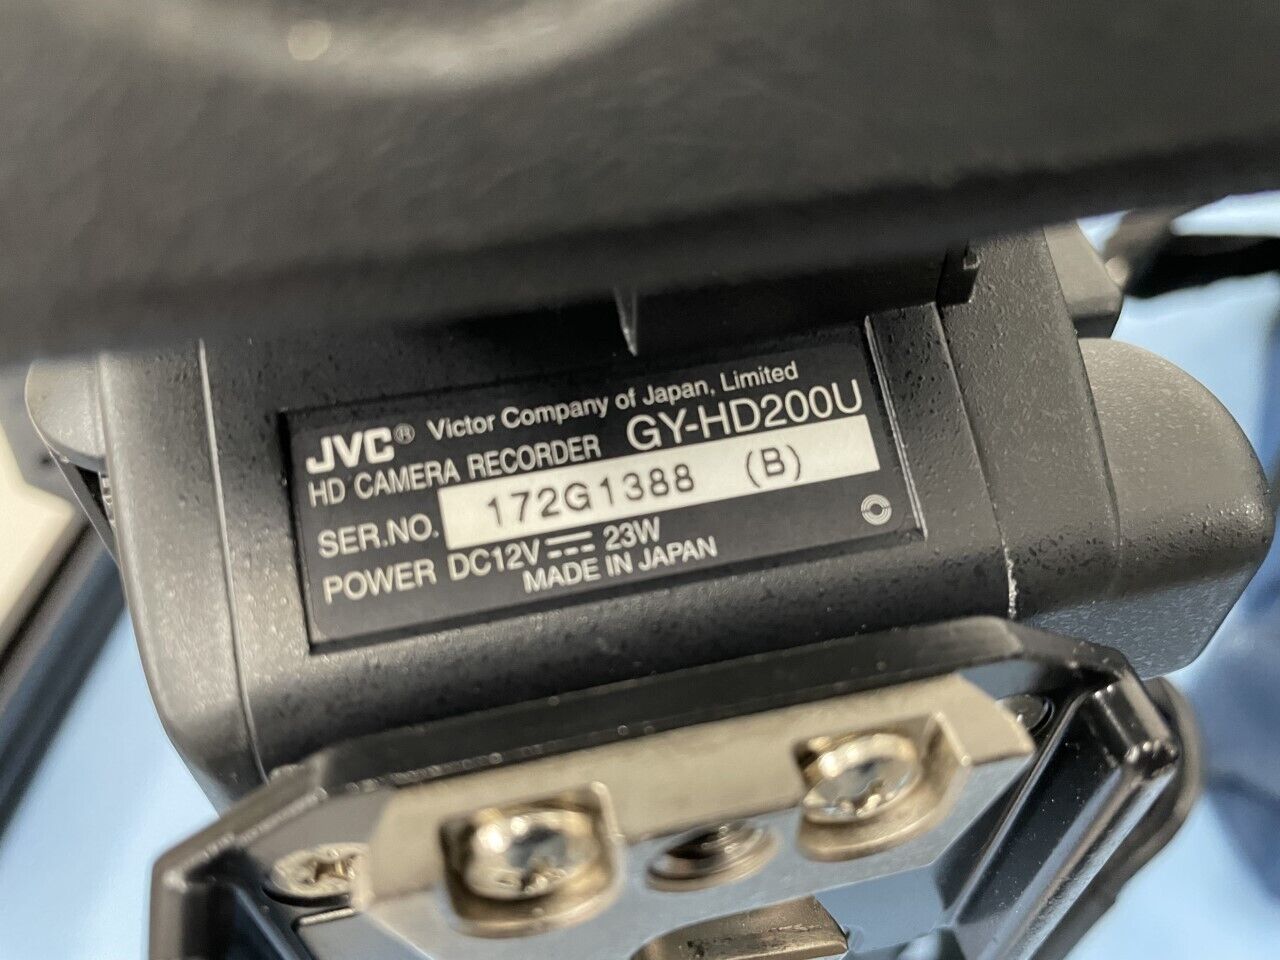 JVC® Victor Company of Japan, Limited
HD CAMERA RECORDER GY-HD200U
SER.NO. 172G1388 (B)
POWER DC12V ⎓ 23W
MADE IN JAPAN